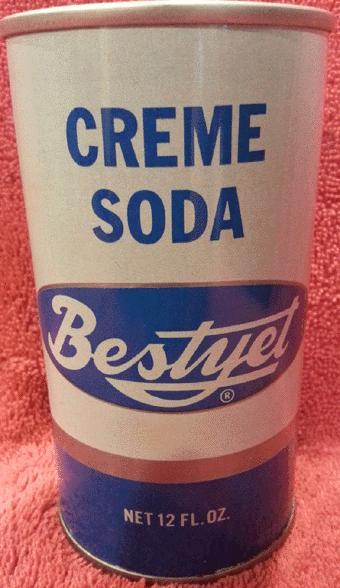 CREME
SODA
Bestyet
®
NET 12 FL. OZ.